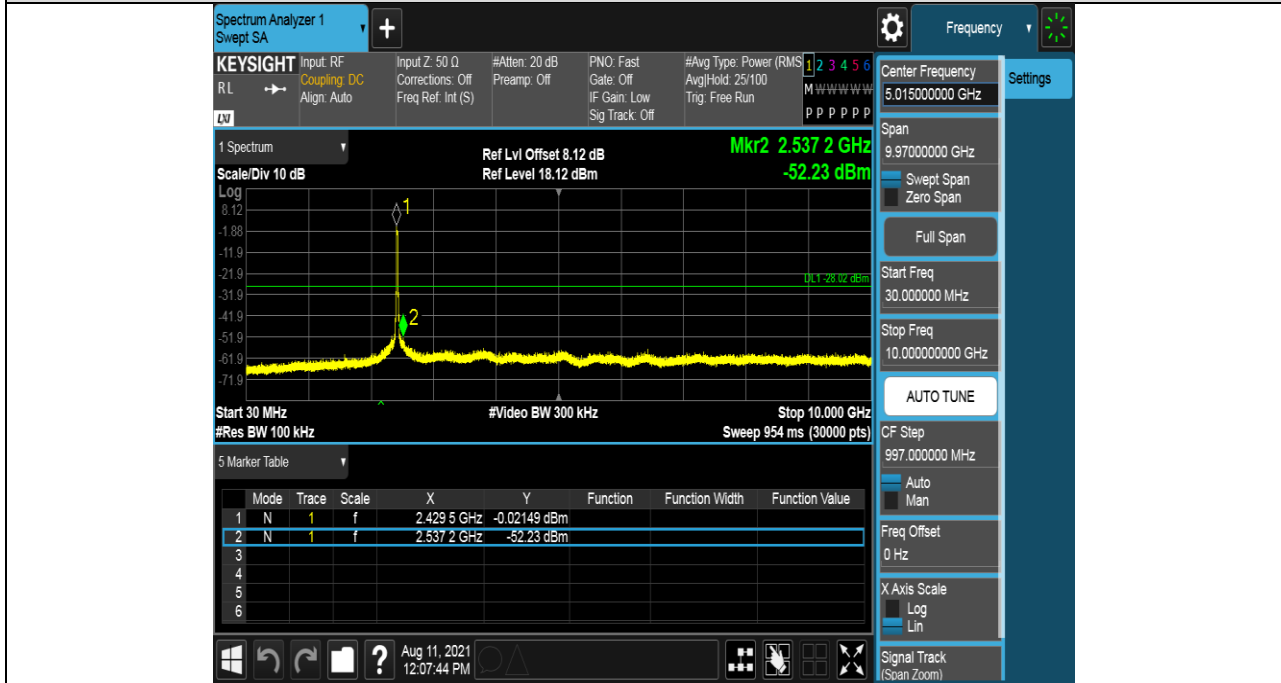 Spectrum Analyzer 1
Swept SA
+
Frequency
KEYSIGHT
RL
LXI
Input: RF
Coupling: DC
Align: Auto
Input Z: 50 Ω
Corrections: Off
Freq Ref: Int (S)
#Atten: 20 dB
Preamp: Off
PNO: Fast
Gate: Off
IF Gain: Low
Sig Track: Off
#Avg Type: Power (RMS
Avg|Hold: 25/100
Trig: Free Run
1 2 3 4 5 6
M W W W W W
P P P P P P
1 Spectrum
Scale/Div 10 dB
Ref Lvl Offset 8.12 dB
Ref Level 18.12 dBm
Mkr2 2.537 2 GHz
-52.23 dBm
Log
8.12
-1.88
-11.9
-21.9
-31.9
-41.9
-51.9
-61.9
-71.9
1
2
DL1 -28.02 dBm
Start 30 MHz
#Res BW 100 kHz
#Video BW 300 kHz
Stop 10.000 GHz
Sweep 954 ms (30000 pts)
5 Marker Table
Mode Trace Scale X Y Function Function Width Function Value
1 N 1 f 2.429 5 GHz -0.02149 dBm
2 N 1 f 2.537 2 GHz -52.23 dBm
3
4
5
6
?
Aug 11, 2021
12:07:44 PM
Center Frequency
5.015000000 GHz
Settings
Span
9.97000000 GHz
Swept Span
Zero Span
Full Span
Start Freq
30.000000 MHz
Stop Freq
10.000000000 GHz
AUTO TUNE
CF Step
997.000000 MHz
Auto
Man
Freq Offset
0 Hz
X Axis Scale
Log
Lin
Signal Track
(Span Zoom)